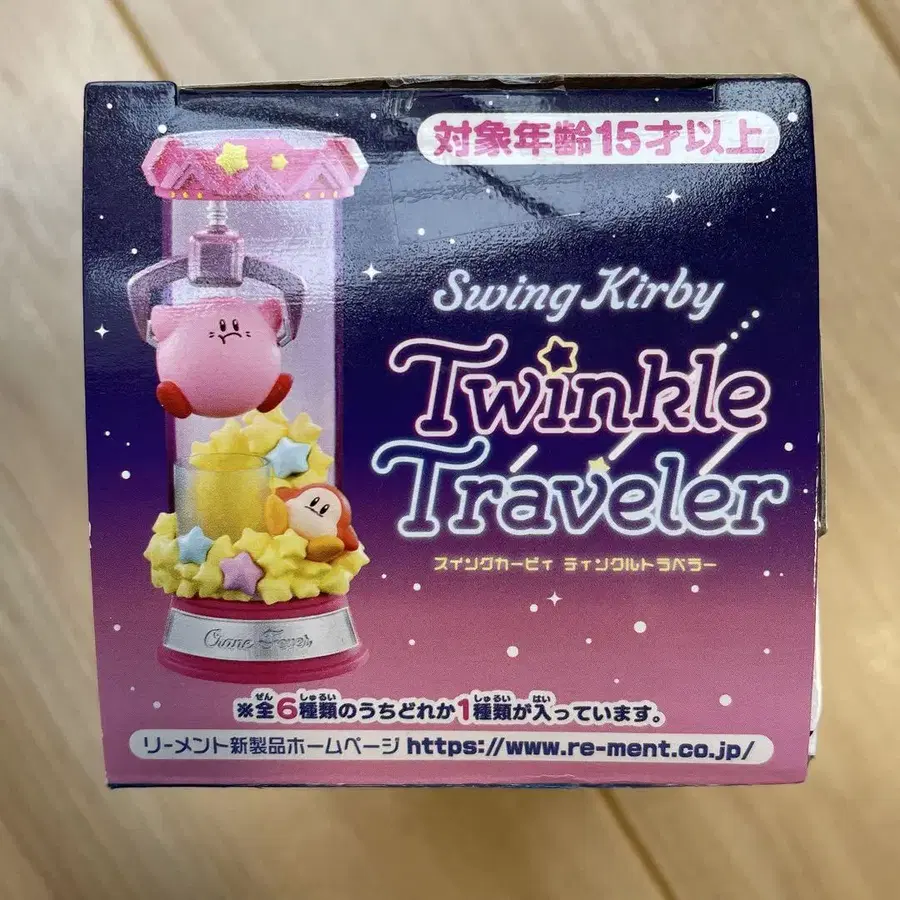 対象年齢15才以上
Swing Kirby
Twinkle
Traveler
スイングカービィ ティンクルトラベラー
Crane Fever
※全6種類のうちどれか1種類が入っています。
リーメント新製品ホームページ https://www.re-ment.co.jp/